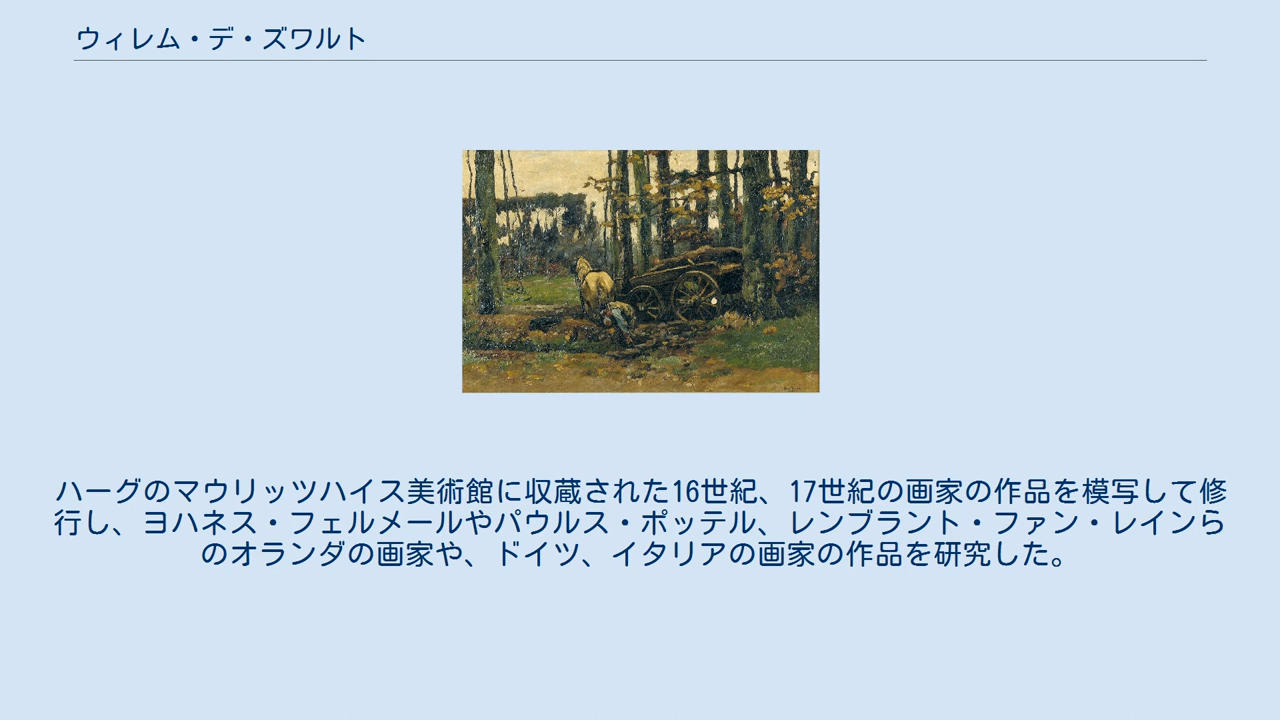 ウィレム・デ・ズワルト
ハーグのマウリッツハイス美術館に収蔵された16世紀、17世紀の画家の作品を模写して修
行し、ヨハネス・フェルメールやパウルス・ポッテル、レンブラント・ファン・レインら
のオランダの画家や、ドイツ、イタリアの画家の作品を研究した。